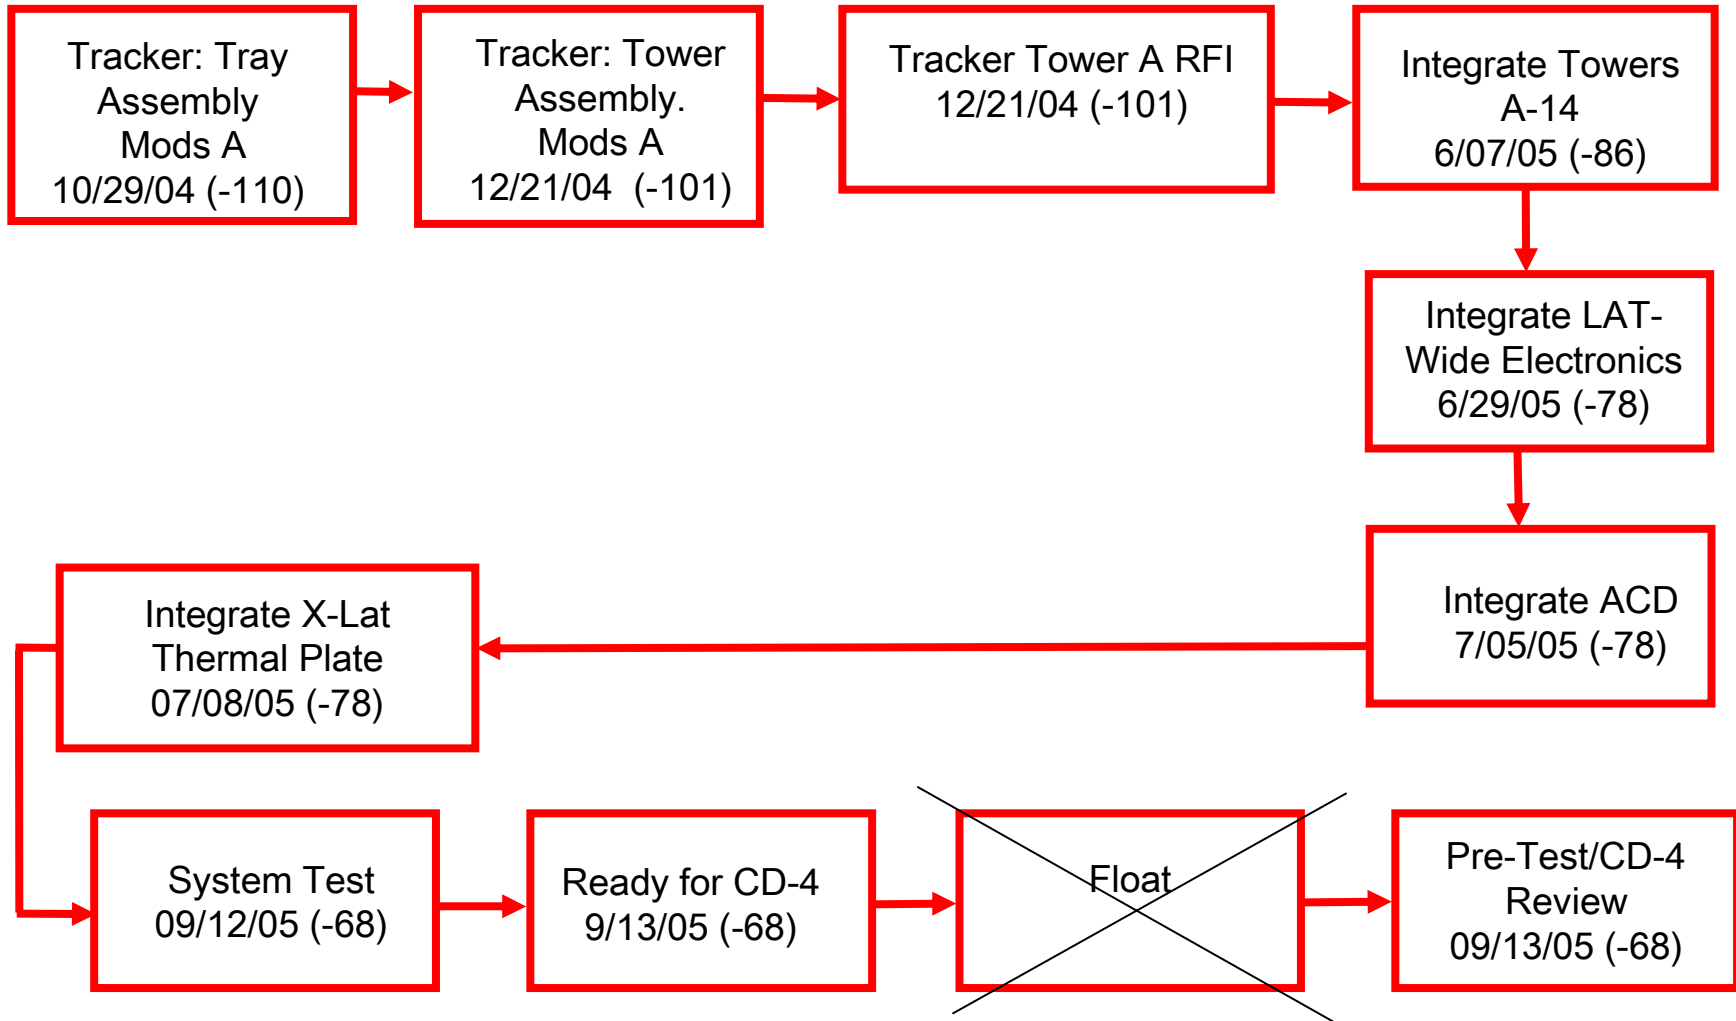 Tracker: Tray
Assembly
Mods A
10/29/04 (-110)
Tracker: Tower
Assembly.
Mods A
12/21/04  (-101)
Tracker Tower A RFI
12/21/04 (-101)
Integrate Towers
A-14
6/07/05 (-86)
Integrate LAT-
Wide Electronics
6/29/05 (-78)
Integrate ACD
7/05/05 (-78)
Integrate X-Lat
Thermal Plate
07/08/05 (-78)
System Test
09/12/05 (-68)
Ready for CD-4
9/13/05 (-68)
Float
Pre-Test/CD-4
Review
09/13/05 (-68)